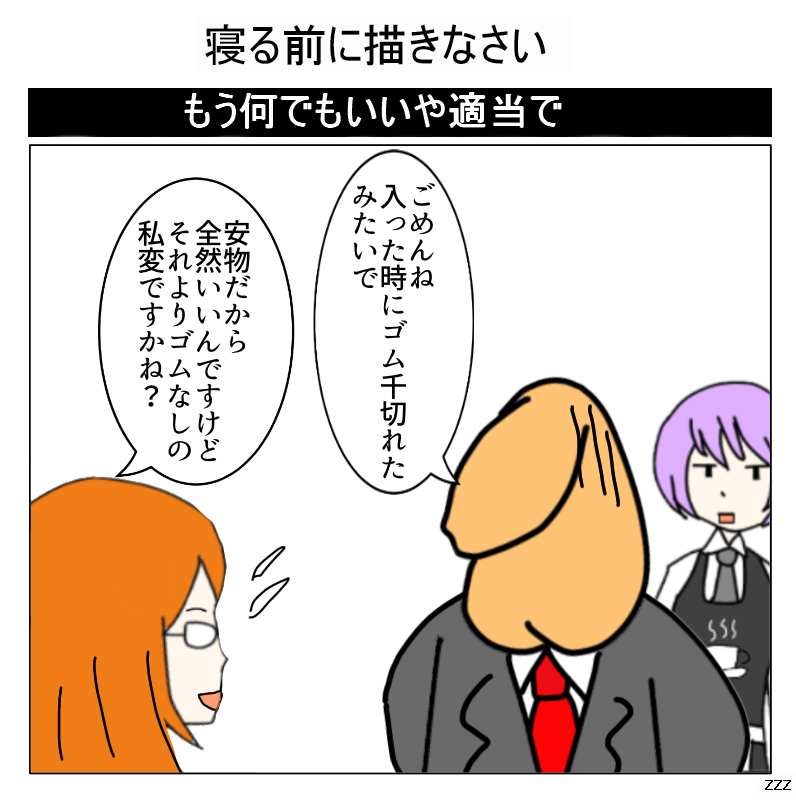 寝る前に描きなさい
もう何でもいいや適当で
ごめんね
入った時にゴム千切れた
みたいで
安物だから
全然いいんですけど
それよりゴムなしの
私変ですかね？
zzz